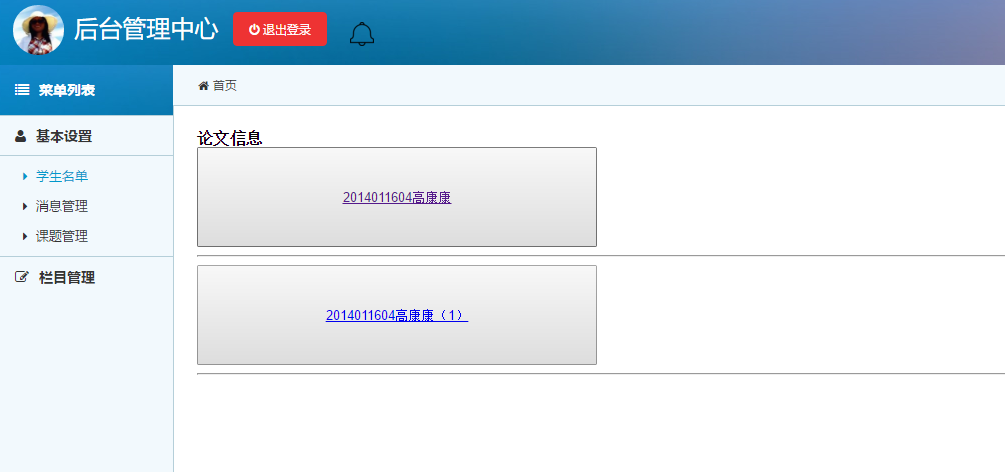 后台管理中心
退出登录
菜单列表
首页
基本设置
学生名单
消息管理
课题管理
栏目管理
论文信息
2014011604高康康
2014011604高康康（1）